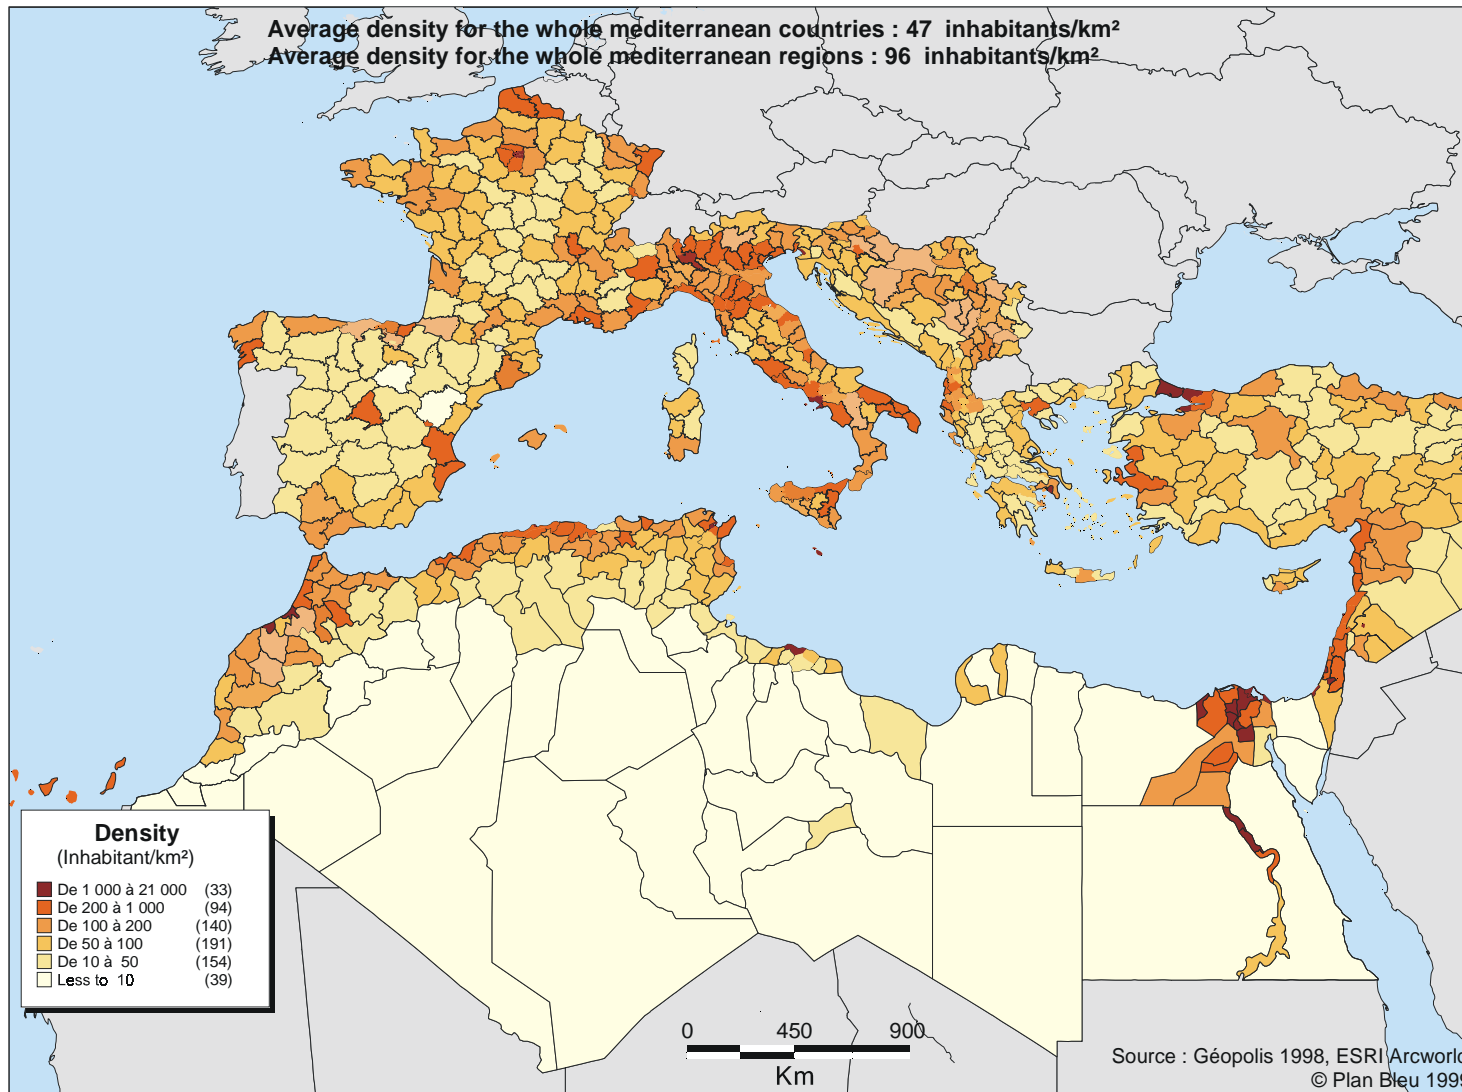 Average density for the whole mediterranean countries : 47 inhabitants/km²
Average density for the whole mediterranean regions : 96 inhabitants/km²
Density
(Inhabitant/km²)
De 1 000 à 21 000 (33)
De 200 à 1 000 (94)
De 100 à 200 (140)
De 50 à 100 (191)
De 10 à 50 (154)
Less to 10 (39)
0 450 900
Km
Source : Géopolis 1998, ESRI Arcworld
© Plan Bleu 1999